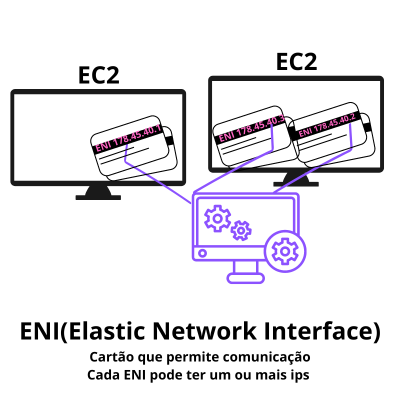 EC2
EC2
ENI 178.45.40.1
ENI 178.45.40.3
ENI 178.45.40.2
ENI(Elastic Network Interface)
Cartão que permite comunicação
Cada ENI pode ter um ou mais ips